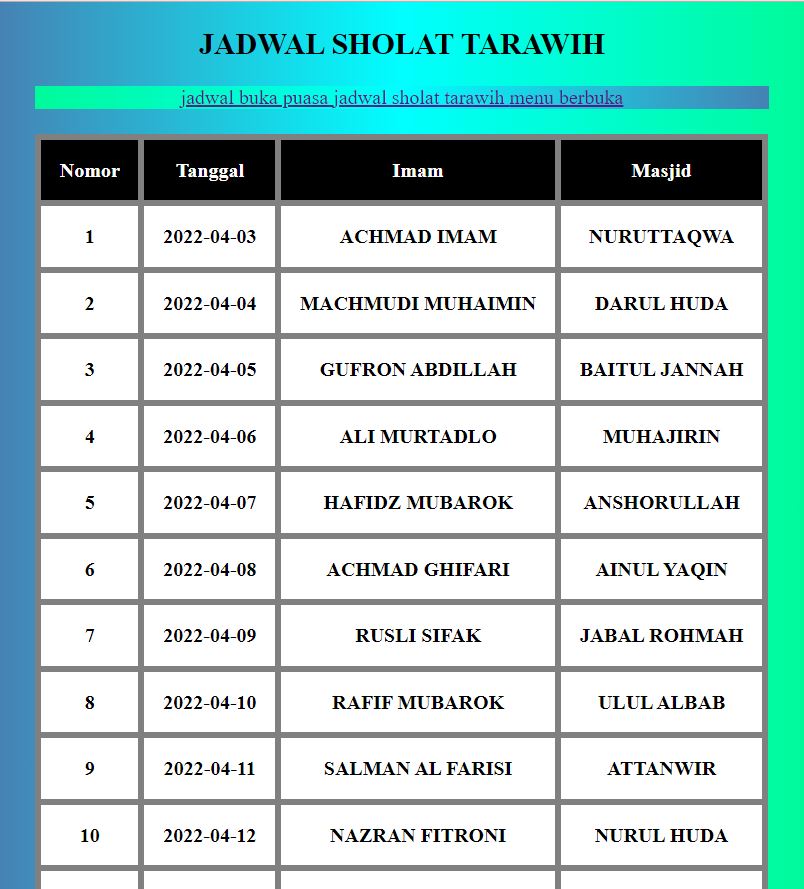 JADWAL SHOLAT TARAWIH
jadwal buka puasa jadwal sholat tarawih menu berbuka
Nomor Tanggal Imam Masjid
1 2022-04-03 ACHMAD IMAM NURUTTAQWA
2 2022-04-04 MACHMUDI MUHAIMIN DARUL HUDA
3 2022-04-05 GUFRON ABDILLAH BAITUL JANNAH
4 2022-04-06 ALI MURTADLO MUHAJIRIN
5 2022-04-07 HAFIDZ MUBAROK ANSHORULLAH
6 2022-04-08 ACHMAD GHIFARI AINUL YAQIN
7 2022-04-09 RUSLI SIFAK JABAL ROHMAH
8 2022-04-10 RAFIF MUBAROK ULUL ALBAB
9 2022-04-11 SALMAN AL FARISI ATTANWIR
10 2022-04-12 NAZRAN FITRONI NURUL HUDA